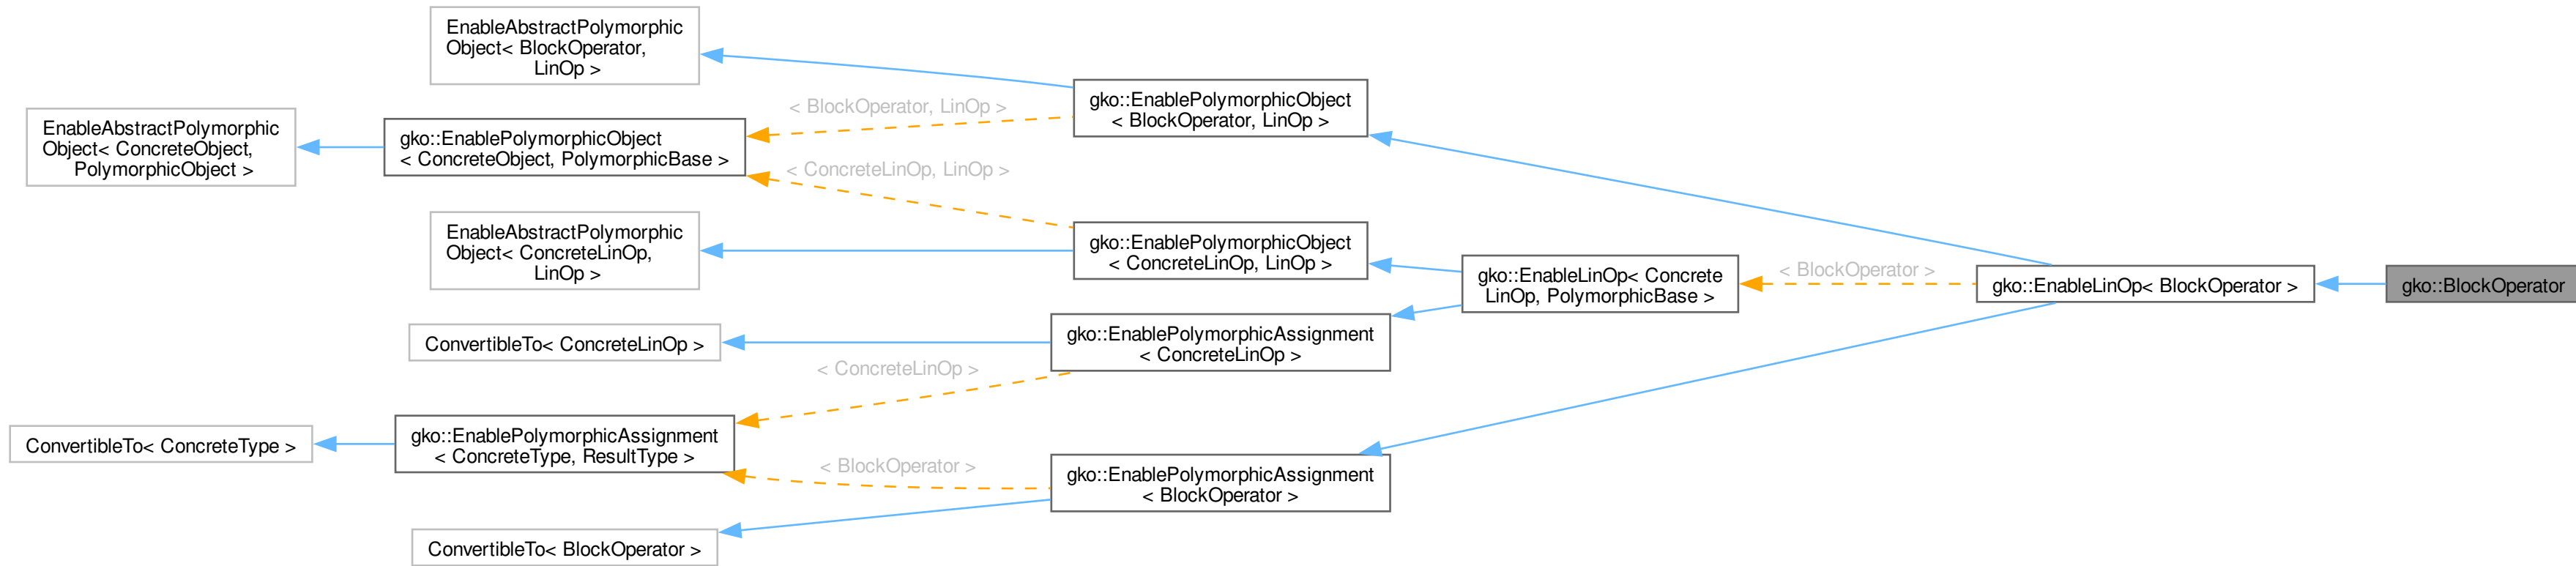 EnableAbstractPolymorphic
Object< BlockOperator,
LinOp >
EnableAbstractPolymorphic
Object< ConcreteObject,
PolymorphicObject >
gko::EnablePolymorphicObject
< ConcreteObject, PolymorphicBase >
< BlockOperator, LinOp >
gko::EnablePolymorphicObject
< BlockOperator, LinOp >
< ConcreteLinOp, LinOp >
EnableAbstractPolymorphic
Object< ConcreteLinOp,
LinOp >
gko::EnablePolymorphicObject
< ConcreteLinOp, LinOp >
gko::EnableLinOp< Concrete
LinOp, PolymorphicBase >
< BlockOperator >
gko::EnableLinOp< BlockOperator >
gko::BlockOperator
ConvertibleTo< ConcreteLinOp >
gko::EnablePolymorphicAssignment
< ConcreteLinOp >
< ConcreteLinOp >
ConvertibleTo< ConcreteType >
gko::EnablePolymorphicAssignment
< ConcreteType, ResultType >
< BlockOperator >
gko::EnablePolymorphicAssignment
< BlockOperator >
ConvertibleTo< BlockOperator >